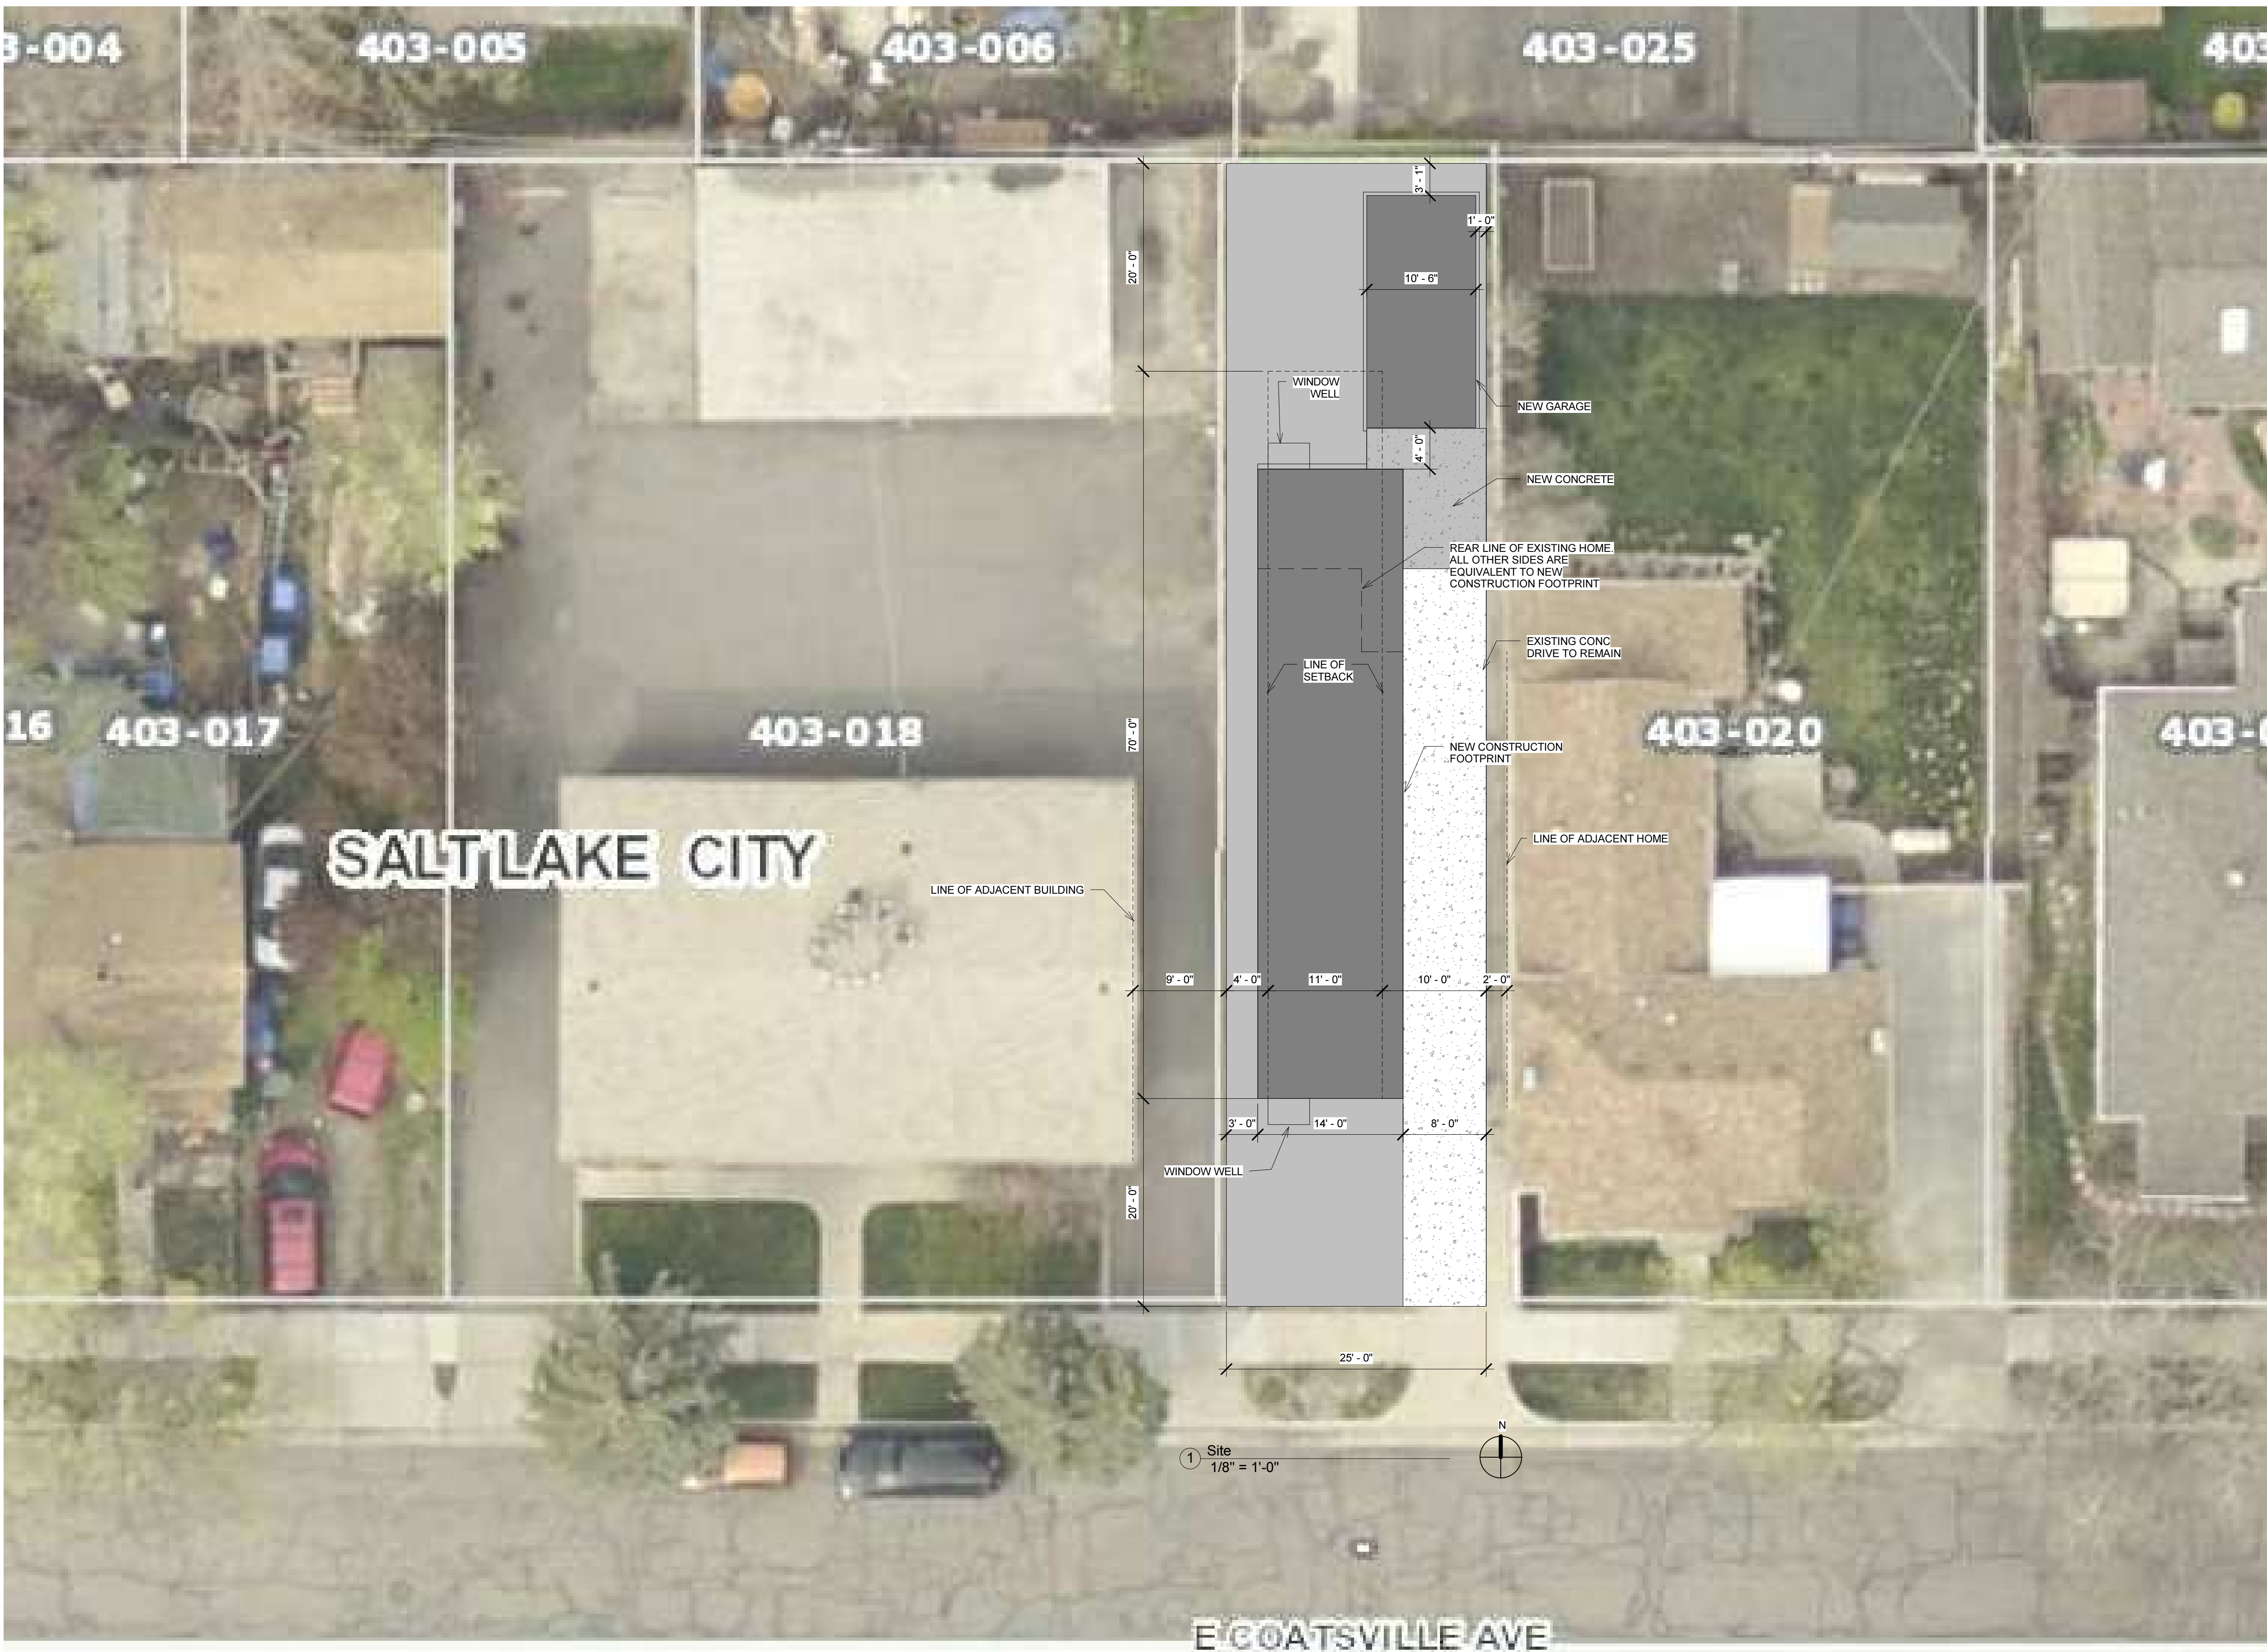 3-004
403-005
403-006
403-025
403
3' - 1"
1' - 0"
20' - 0"
10' - 6"
WINDOW
WELL
NEW GARAGE
4' - 0"
NEW CONCRETE
REAR LINE OF EXISTING HOME.
ALL OTHER SIDES ARE
EQUIVALENT TO NEW
CONSTRUCTION FOOTPRINT
EXISTING CONC
DRIVE TO REMAIN
LINE OF
SETBACK
16
403-017
403-018
70' - 0"
403-020
NEW CONSTRUCTION
FOOTPRINT
LINE OF ADJACENT HOME
SALT LAKE CITY
LINE OF ADJACENT BUILDING
9' - 0"
4' - 0"
11' - 0"
10' - 0"
2' - 0"
3' - 0"
14' - 0"
8' - 0"
WINDOW WELL
20' - 0"
25' - 0"
N
1
Site
1/8" = 1'-0"
E COATSVILLE AVE